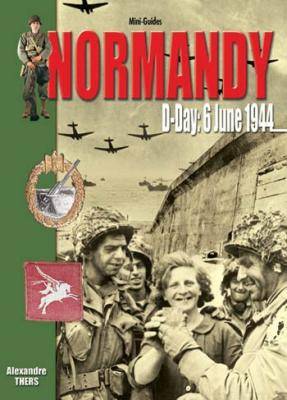 Mini-Guides
NORMANDY
D-Day: 6 June 1944
Alexandre
THERS